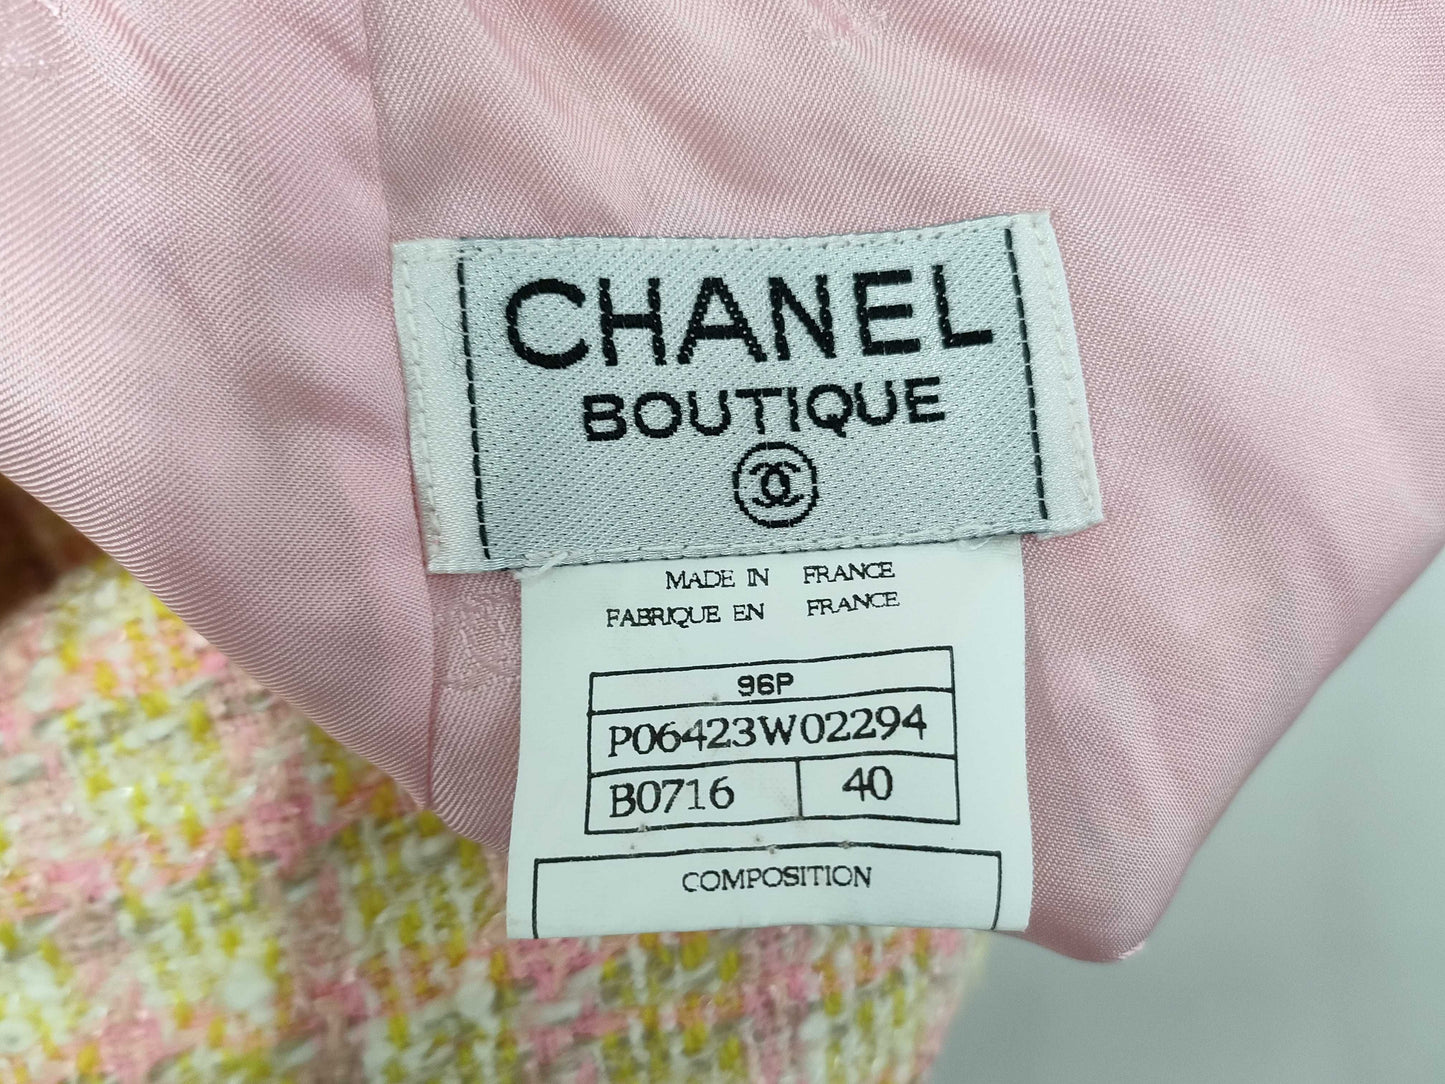 CHANEL
BOUTIQUE
MADE IN FRANCE
FABRIQUE EN FRANCE
96P
P06423W02294
B0716 40
COMPOSITION